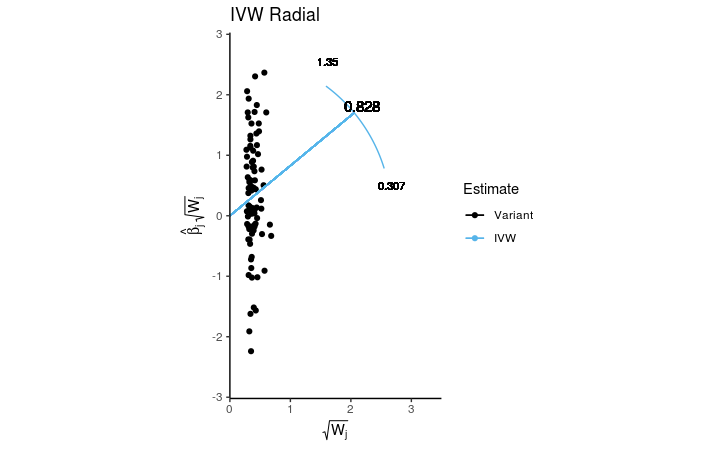 IVW Radial
3
2
1
0
-1
-2
-3
β̂j√Wj
1.35
0.828
0.307
0
1
2
3
√Wj
Estimate
Variant
IVW